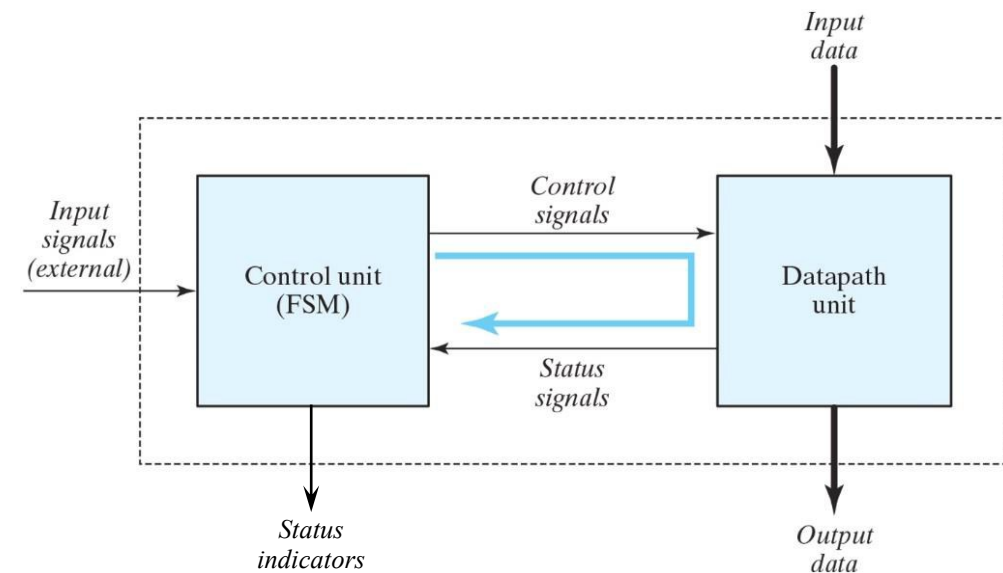 Input
data
Control
signals
Input
signals
(external)
Control unit
(FSM)
Datapath
unit
Status
signals
Status
indicators
Output
data